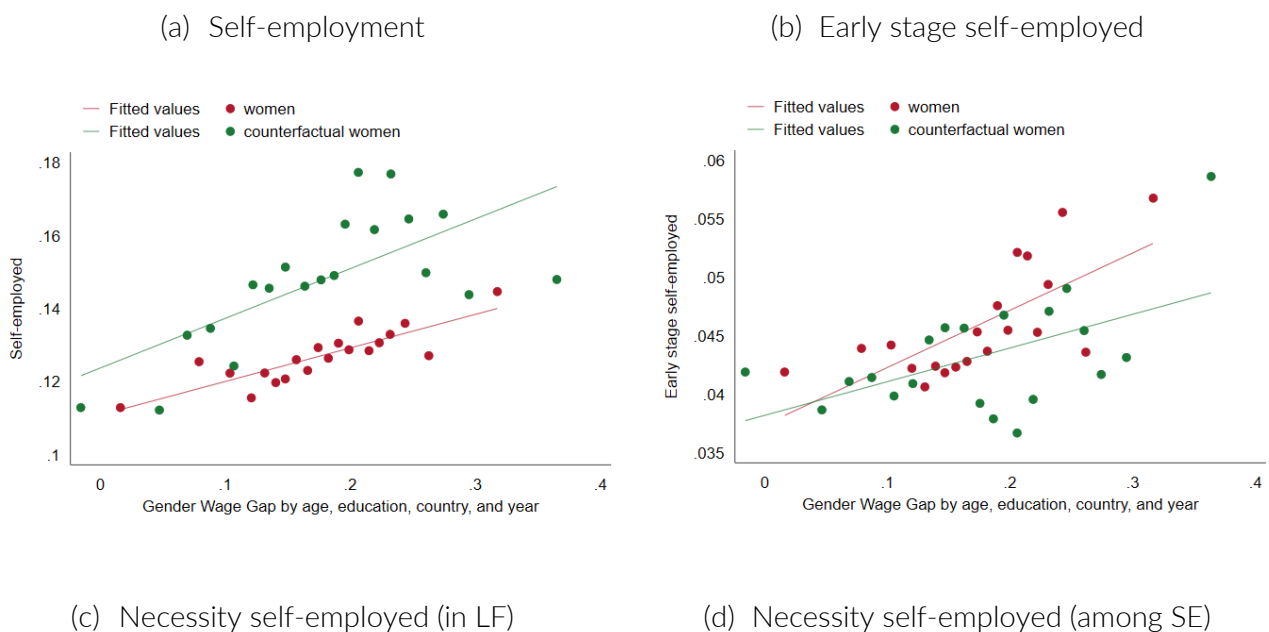 (a) Self-employment
Fitted values women
Fitted values counterfactual women
.18
.16
.14
.12
.1
Self-employed
0 .1 .2 .3 .4
Gender Wage Gap by age, education, country, and year
(b) Early stage self-employed
Fitted values women
Fitted values counterfactual women
.06
.055
.05
.045
.04
.035
Early stage self-employed
0 .1 .2 .3 .4
Gender Wage Gap by age, education, country, and year
(c) Necessity self-employed (in LF)
(d) Necessity self-employed (among SE)